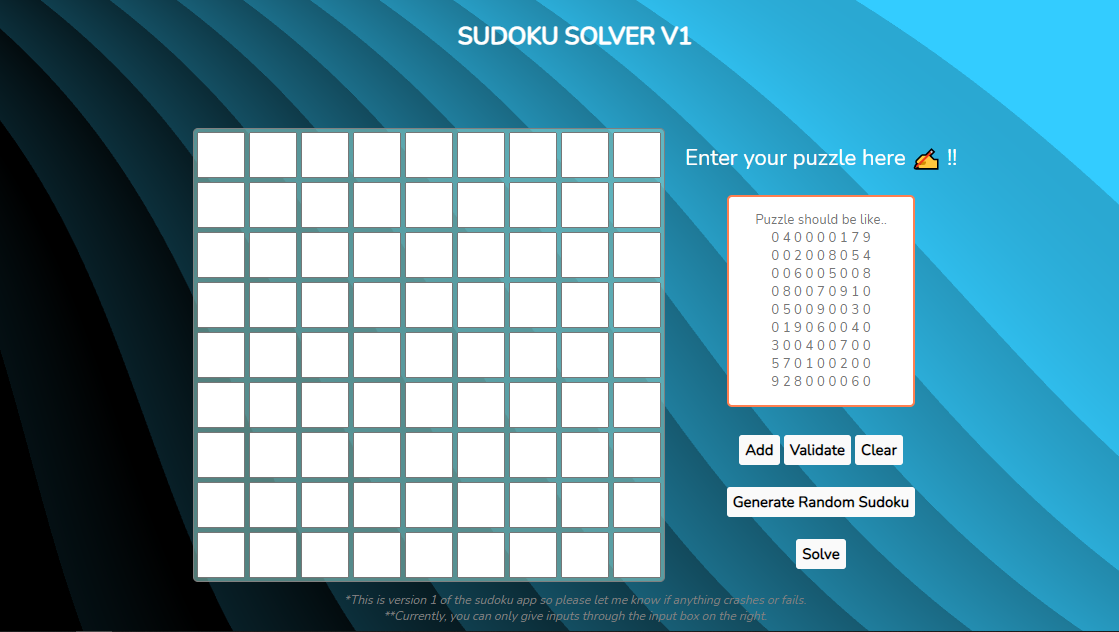 SUDOKU SOLVER V1
Enter your puzzle here ✍ !!
Puzzle should be like..
0 4 0 0 0 0 1 7 9
0 0 2 0 0 8 0 5 4
0 0 6 0 0 5 0 0 8
0 8 0 0 7 0 9 1 0
0 5 0 0 9 0 0 3 0
0 1 9 0 6 0 0 4 0
3 0 0 4 0 0 7 0 0
5 7 0 1 0 0 2 0 0
9 2 8 0 0 0 0 6 0
Add Validate Clear
Generate Random Sudoku
Solve
*This is version 1 of the sudoku app so please let me know if anything crashes or fails.
**Currently, you can only give inputs through the input box on the right.